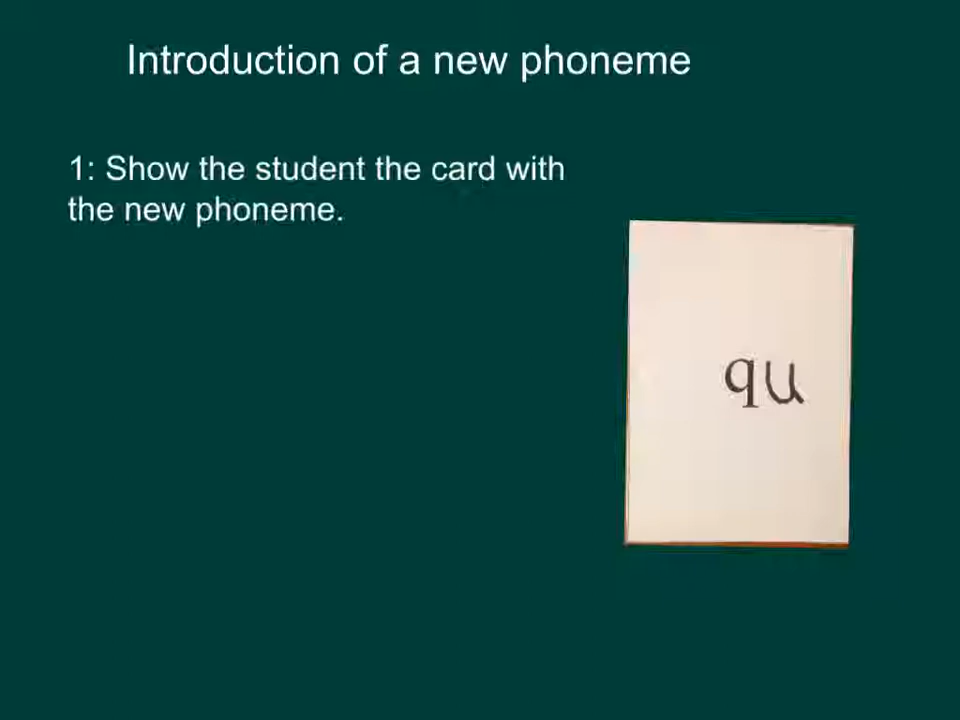 Introduction of a new phoneme
1: Show the student the card with
the new phoneme.
qu